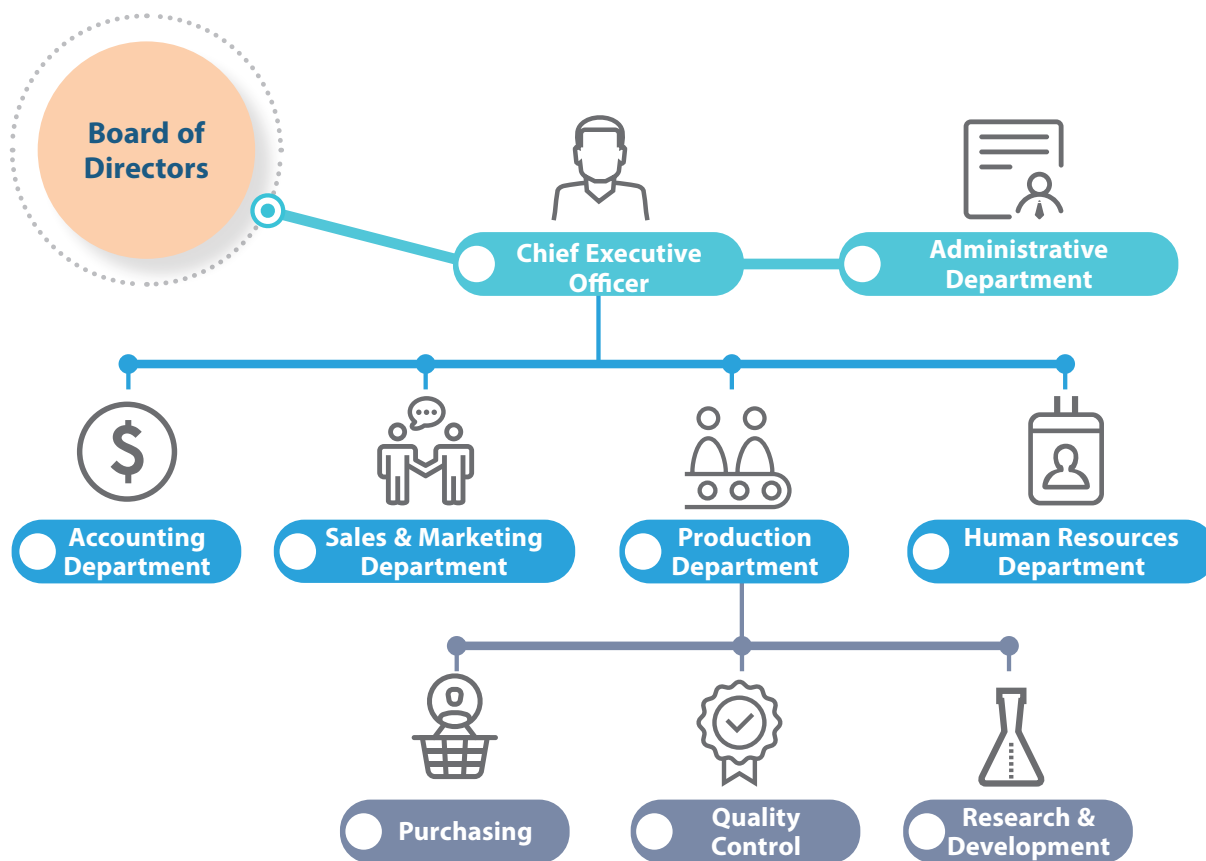 Board of
Directors
Chief Executive
Officer
Administrative
Department
$
Accounting
Department
Sales & Marketing
Department
Production
Department
Human Resources
Department
Purchasing
Quality
Control
Research &
Development